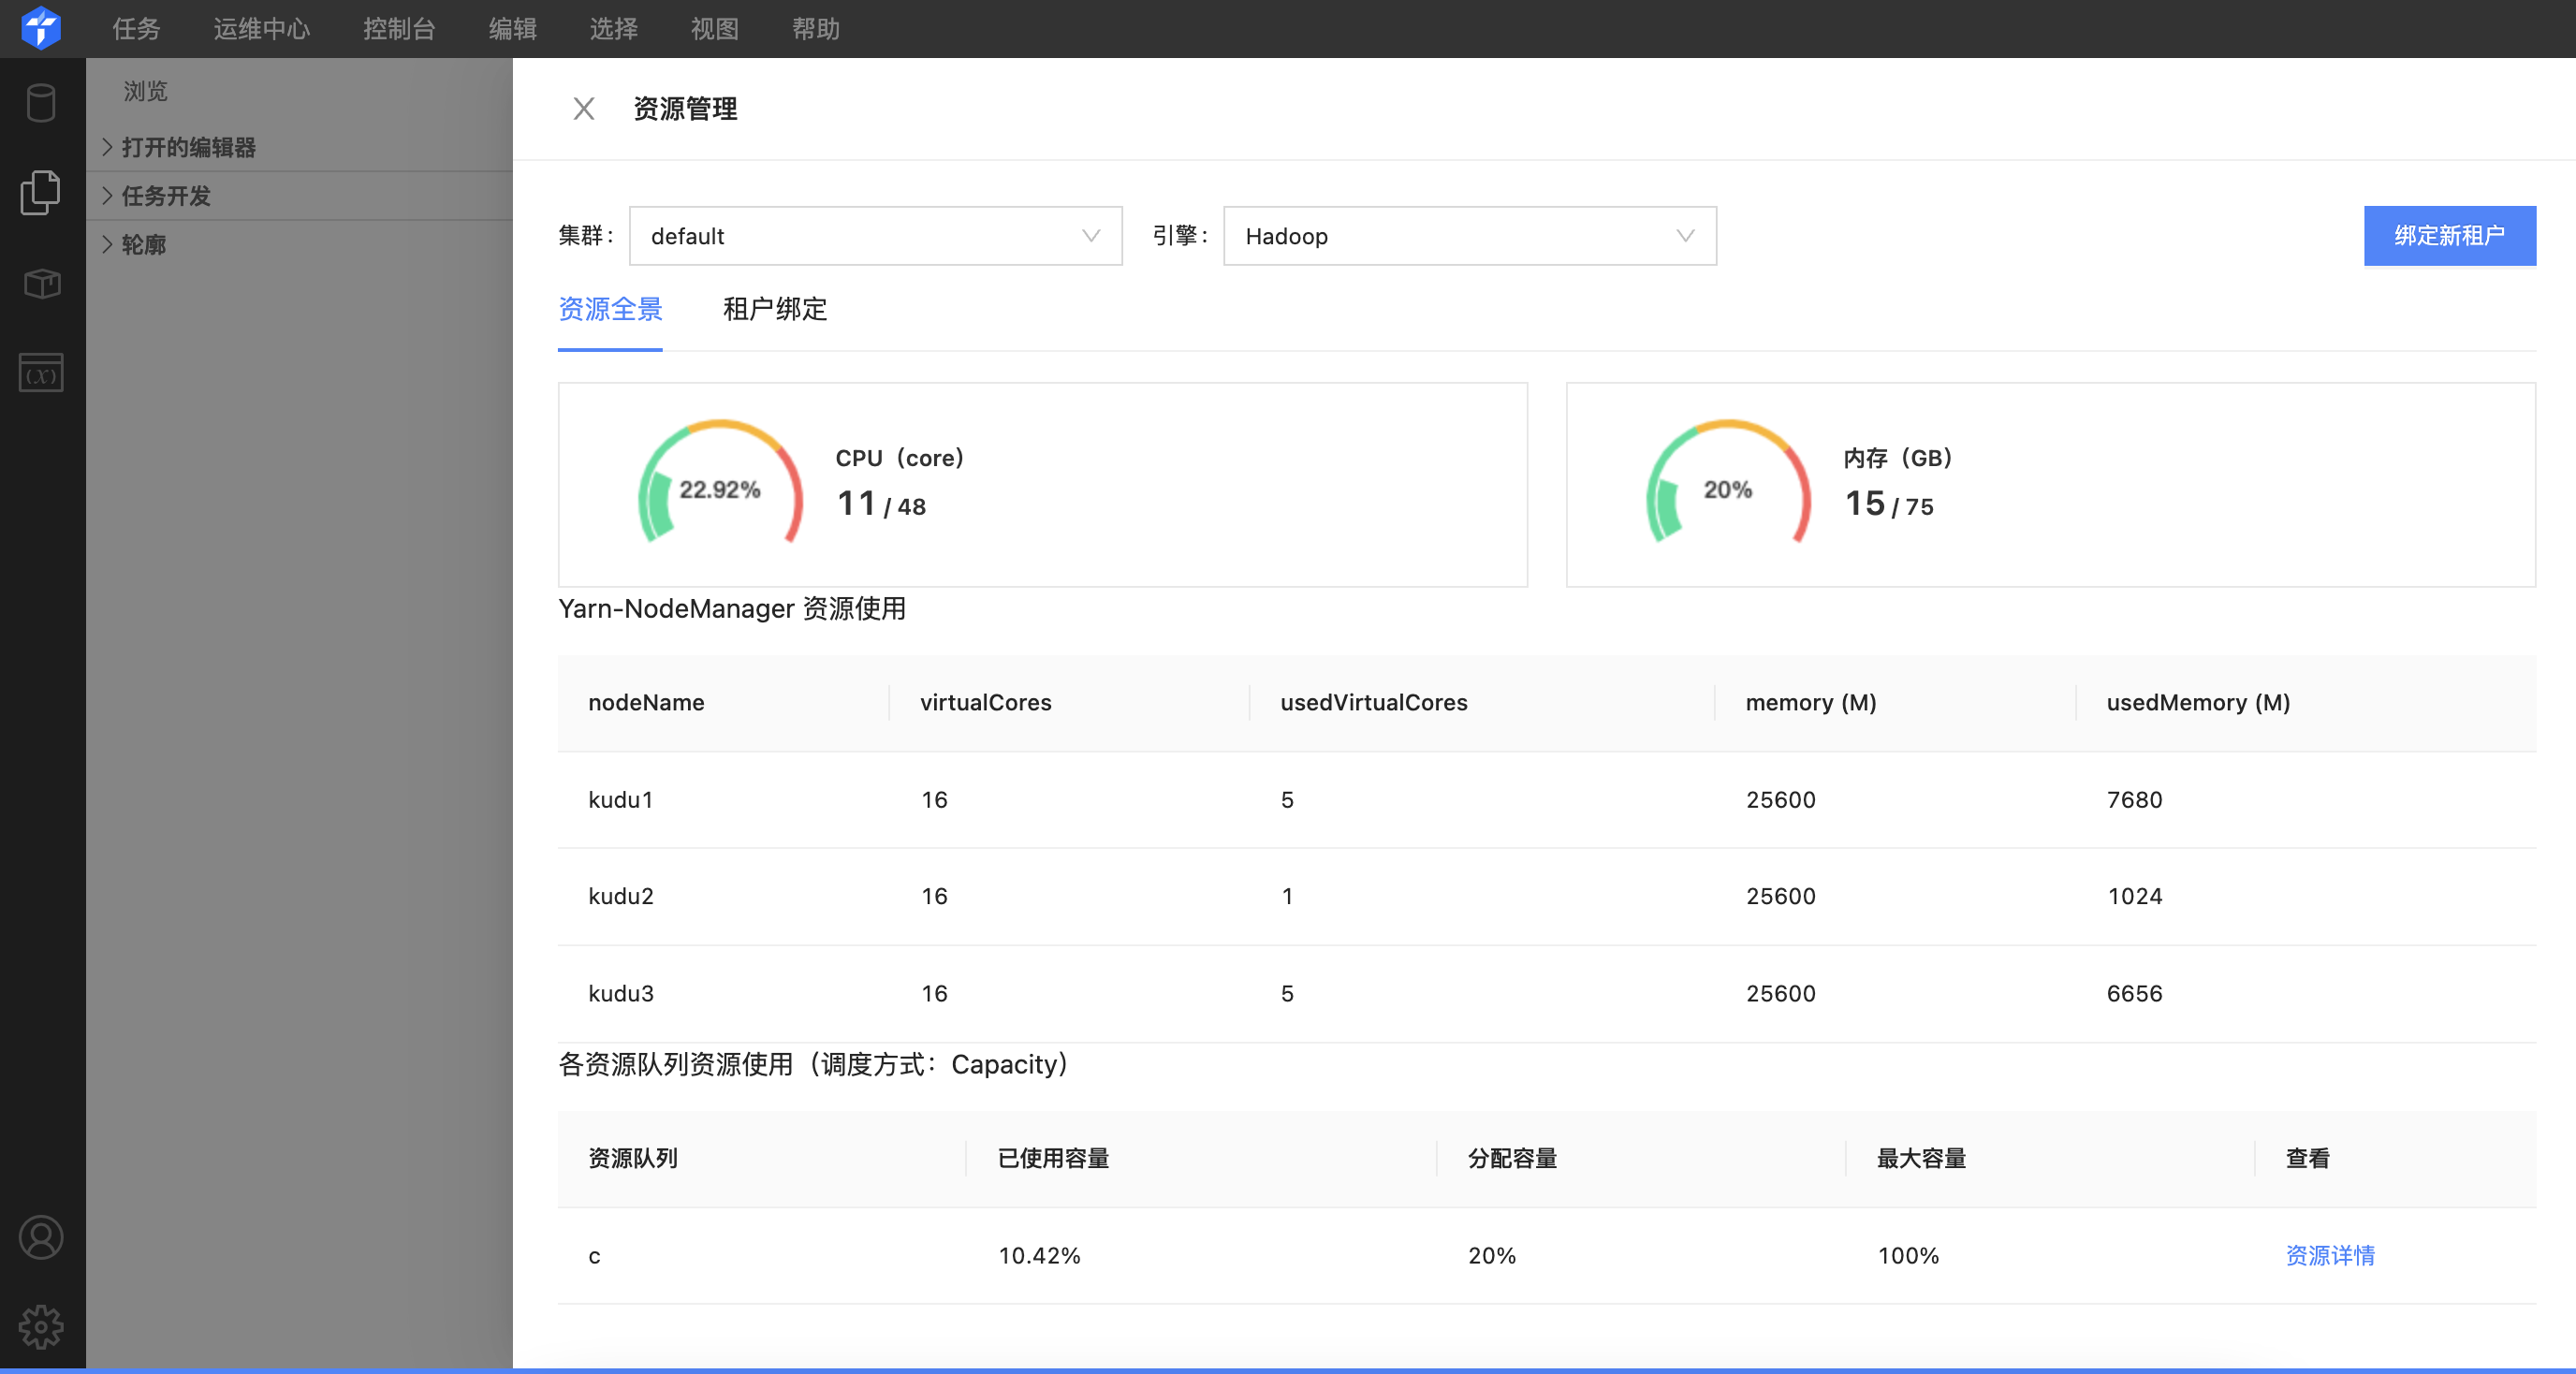 任务 运维中心 控制台 编辑 选择 视图 帮助
浏览
打开的编辑器
任务开发
轮廓
(x)
资源管理
集群： default 引擎： Hadoop 绑定新租户
资源全景 租户绑定
22.92%
CPU（core）
11 / 48
20%
内存（GB）
15 / 75
Yarn-NodeManager 资源使用
nodeName virtualCores usedVirtualCores memory (M) usedMemory (M)
kudu1 16 5 25600 7680
kudu2 16 1 25600 1024
kudu3 16 5 25600 6656
各资源队列资源使用（调度方式：Capacity）
资源队列 已使用容量 分配容量 最大容量 查看
c 10.42% 20% 100% 资源详情